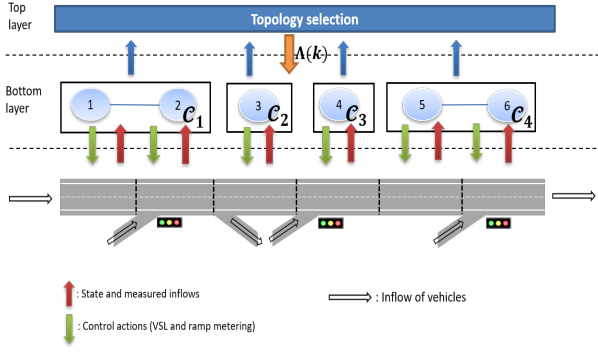 Top
layer
Topology selection
Λ(k)
Bottom
layer
1
2
C₁
3
C₂
4
C₃
5
6
C₄
: State and measured inflows
: Inflow of vehicles
: Control actions (VSL and ramp metering)